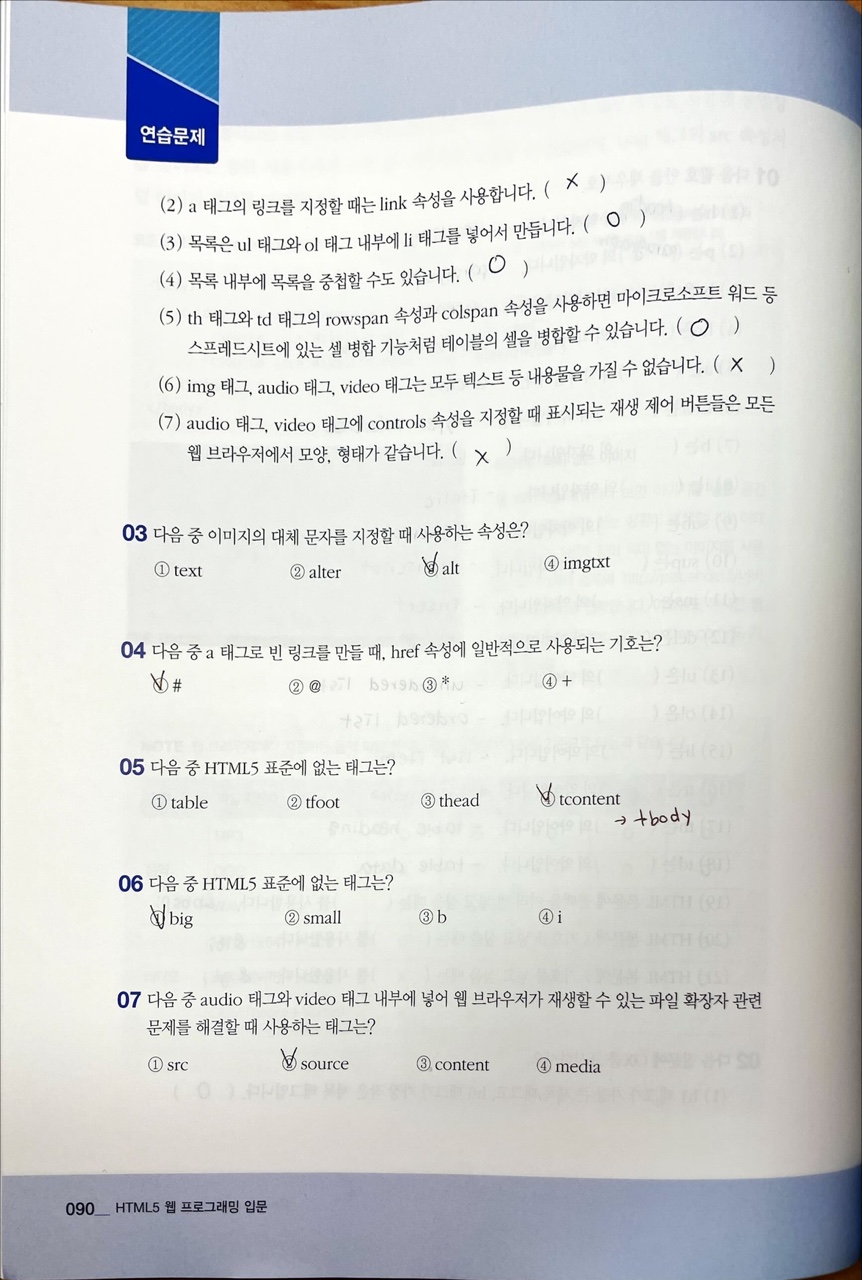 연습문제
(2) a 태그의 링크를 지정할 때는 link 속성을 사용합니다. ( X )
(3) 목록은 ul 태그와 ol 태그 내부에 li 태그를 넣어서 만듭니다. ( O )
(4) 목록 내부에 목록을 중첩할 수도 있습니다. ( O )
(5) th 태그와 td 태그의 rowspan 속성과 colspan 속성을 사용하면 마이크로소프트 워드 등
스프레드시트에 있는 셀 병합 기능처럼 테이블의 셀을 병합할 수 있습니다. ( O )
(6) img 태그, audio 태그, video 태그는 모두 텍스트 등 내용물을 가질 수 없습니다. ( X )
(7) audio 태그, video 태그에 controls 속성을 지정할 때 표시되는 재생 제어 버튼들은 모든
웹 브라우저에서 모양, 형태가 같습니다. ( X )
03 다음 중 이미지의 대체 문자를 지정할 때 사용하는 속성은?
① text ② alter ③ alt ④ imgtxt
04 다음 중 a 태그로 빈 링크를 만들 때, href 속성에 일반적으로 사용되는 기호는?
① # ② @ ③ * ④ +
05 다음 중 HTML5 표준에 없는 태그는?
① table ② tfoot ③ thead ④ tcontent
→ tbody
06 다음 중 HTML5 표준에 없는 태그는?
① big ② small ③ b ④ i
07 다음 중 audio 태그와 video 태그 내부에 넣어 웹 브라우저가 재생할 수 있는 파일 확장자 관련
문제를 해결할 때 사용하는 태그는?
① src ② source ③ content ④ media
090__ HTML5 웹 프로그래밍 입문